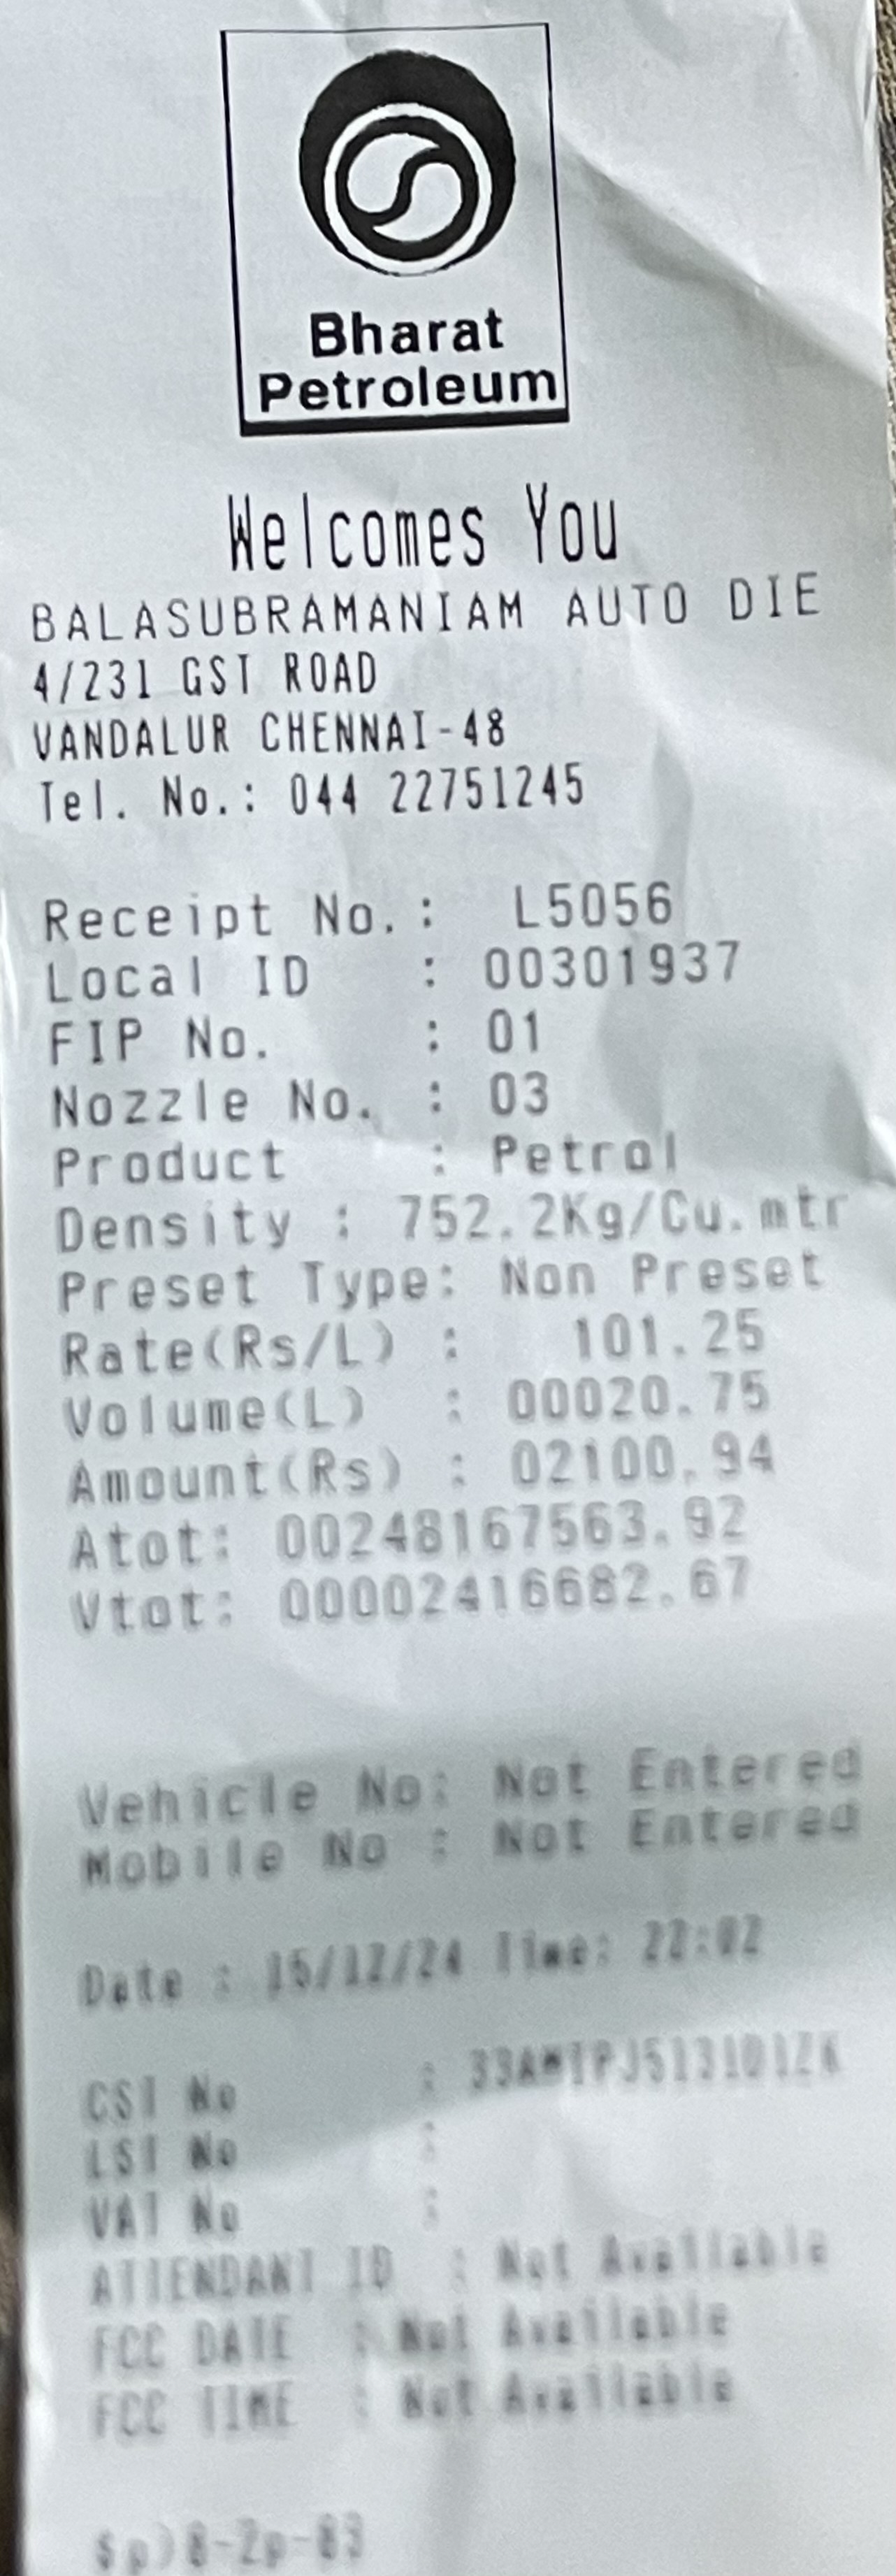 Bharat
Petroleum
Welcomes You
BALASUBRAMANIAM AUTO DIE
4/231 GST ROAD
VANDALUR CHENNAI-48
Tel. No.: 044 22751245
Receipt No.: L5056
Local ID : 00301937
FIP No. : 01
Nozzle No. : 03
Product : Petrol
Density : 752.2Kg/Cu.mtr
Preset Type: Non Preset
Rate(Rs/L) : 101.25
Volume(L) : 00020.75
Amount(Rs) : 02100.94
Atot: 00248167563.92
Vtot: 00002416682.67
Vehicle No: Not Entered
Mobile No : Not Entered
Date : 15/12/24 Time: 22:02
CST No :
LST No :
VAT No :
ATTENDANT ID : Not Available
FCC DATE : Not Available
FCC TIME : Not Available